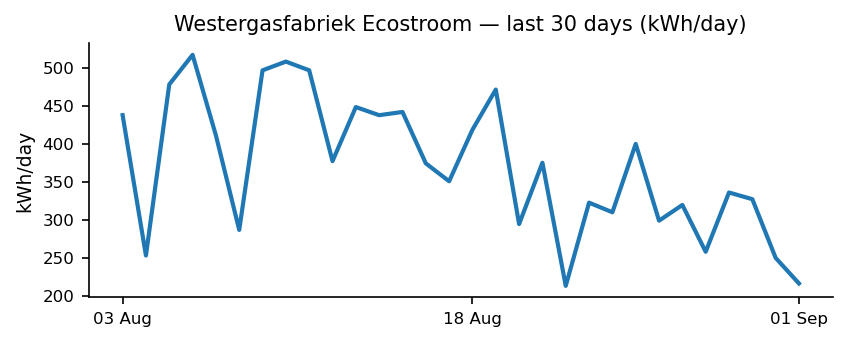 Westergasfabriek Ecostroom — last 30 days (kWh/day)
kWh/day
500
450
400
350
300
250
200
03 Aug
18 Aug
01 Sep